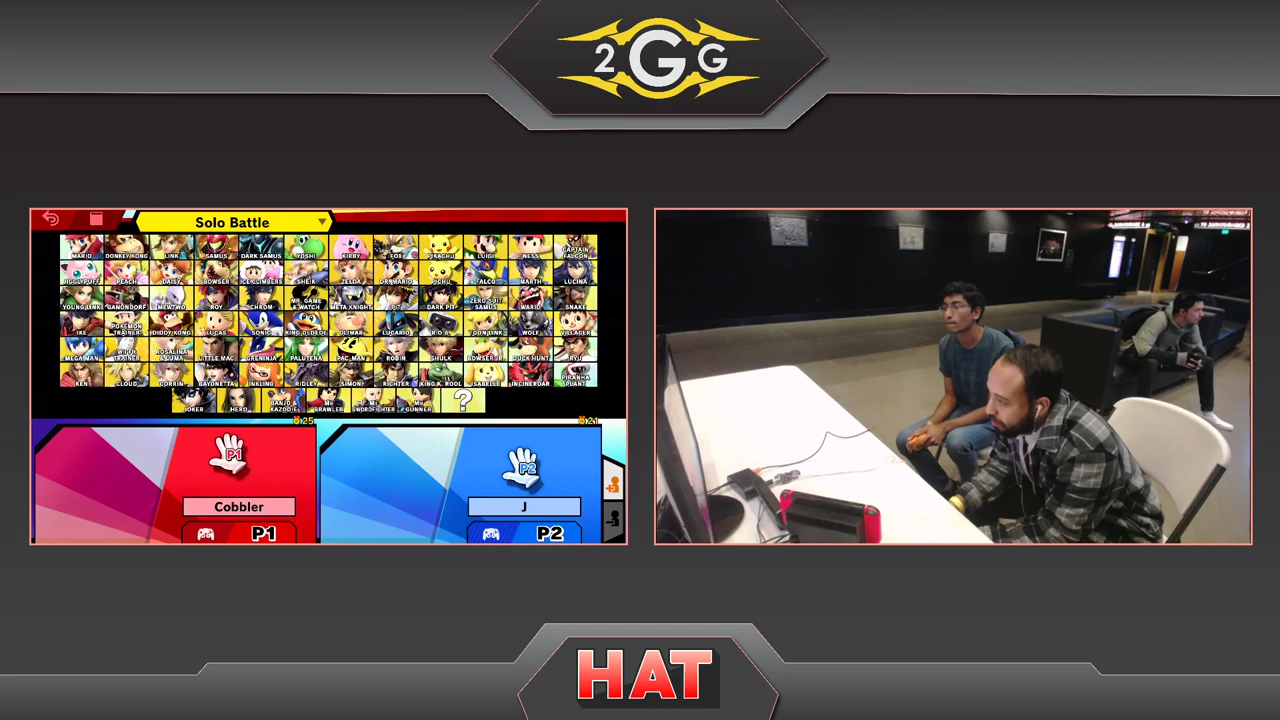 2GG
Solo Battle
MARIO DONKEY KONG LINK SAMUS DARK SAMUS YOSHI KIRBY FOX PIKACHU LUIGI NESS CAPTAIN FALCON
JIGGLYPUFF PEACH DAISY BOWSER ICE CLIMBERS SHEIK ZELDA DR. MARIO PICHU FALCO MARTH LUCINA
YOUNG LINK GANONDORF MEWTWO ROY CHROM MR. GAME & WATCH META KNIGHT PIT DARK PIT ZERO SUIT SAMUS WARIO SNAKE
IKE POKÉMON TRAINER DIDDY KONG LUCAS SONIC KING DEDEDE OLIMAR LUCARIO R.O.B. TOON LINK WOLF VILLAGER
MEGA MAN WII FIT TRAINER ROSALINA & LUMA LITTLE MAC GRENINJA PALUTENA PAC-MAN ROBIN SHULK BOWSER JR. DUCK HUNT RYU
KEN CLOUD CORRIN BAYONETTA INKLING RIDLEY SIMON RICHTER KING K. ROOL ISABELLE INCINEROAR PIRANHA PLANT
JOKER HERO BANJO & KAZOOIE MII BRAWLER MII SWORDFIGHTER MII GUNNER ?
25
21
P1
P2
Cobbler
J
P1
P2
HAT